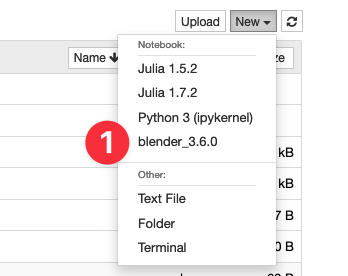 Upload New
Name ze
Notebook:
Julia 1.5.2
Julia 1.7.2
Python 3 (ipykernel)
1 blender_3.6.0 kB
Other: kB
Text File
Folder 7 B
Terminal 0 B